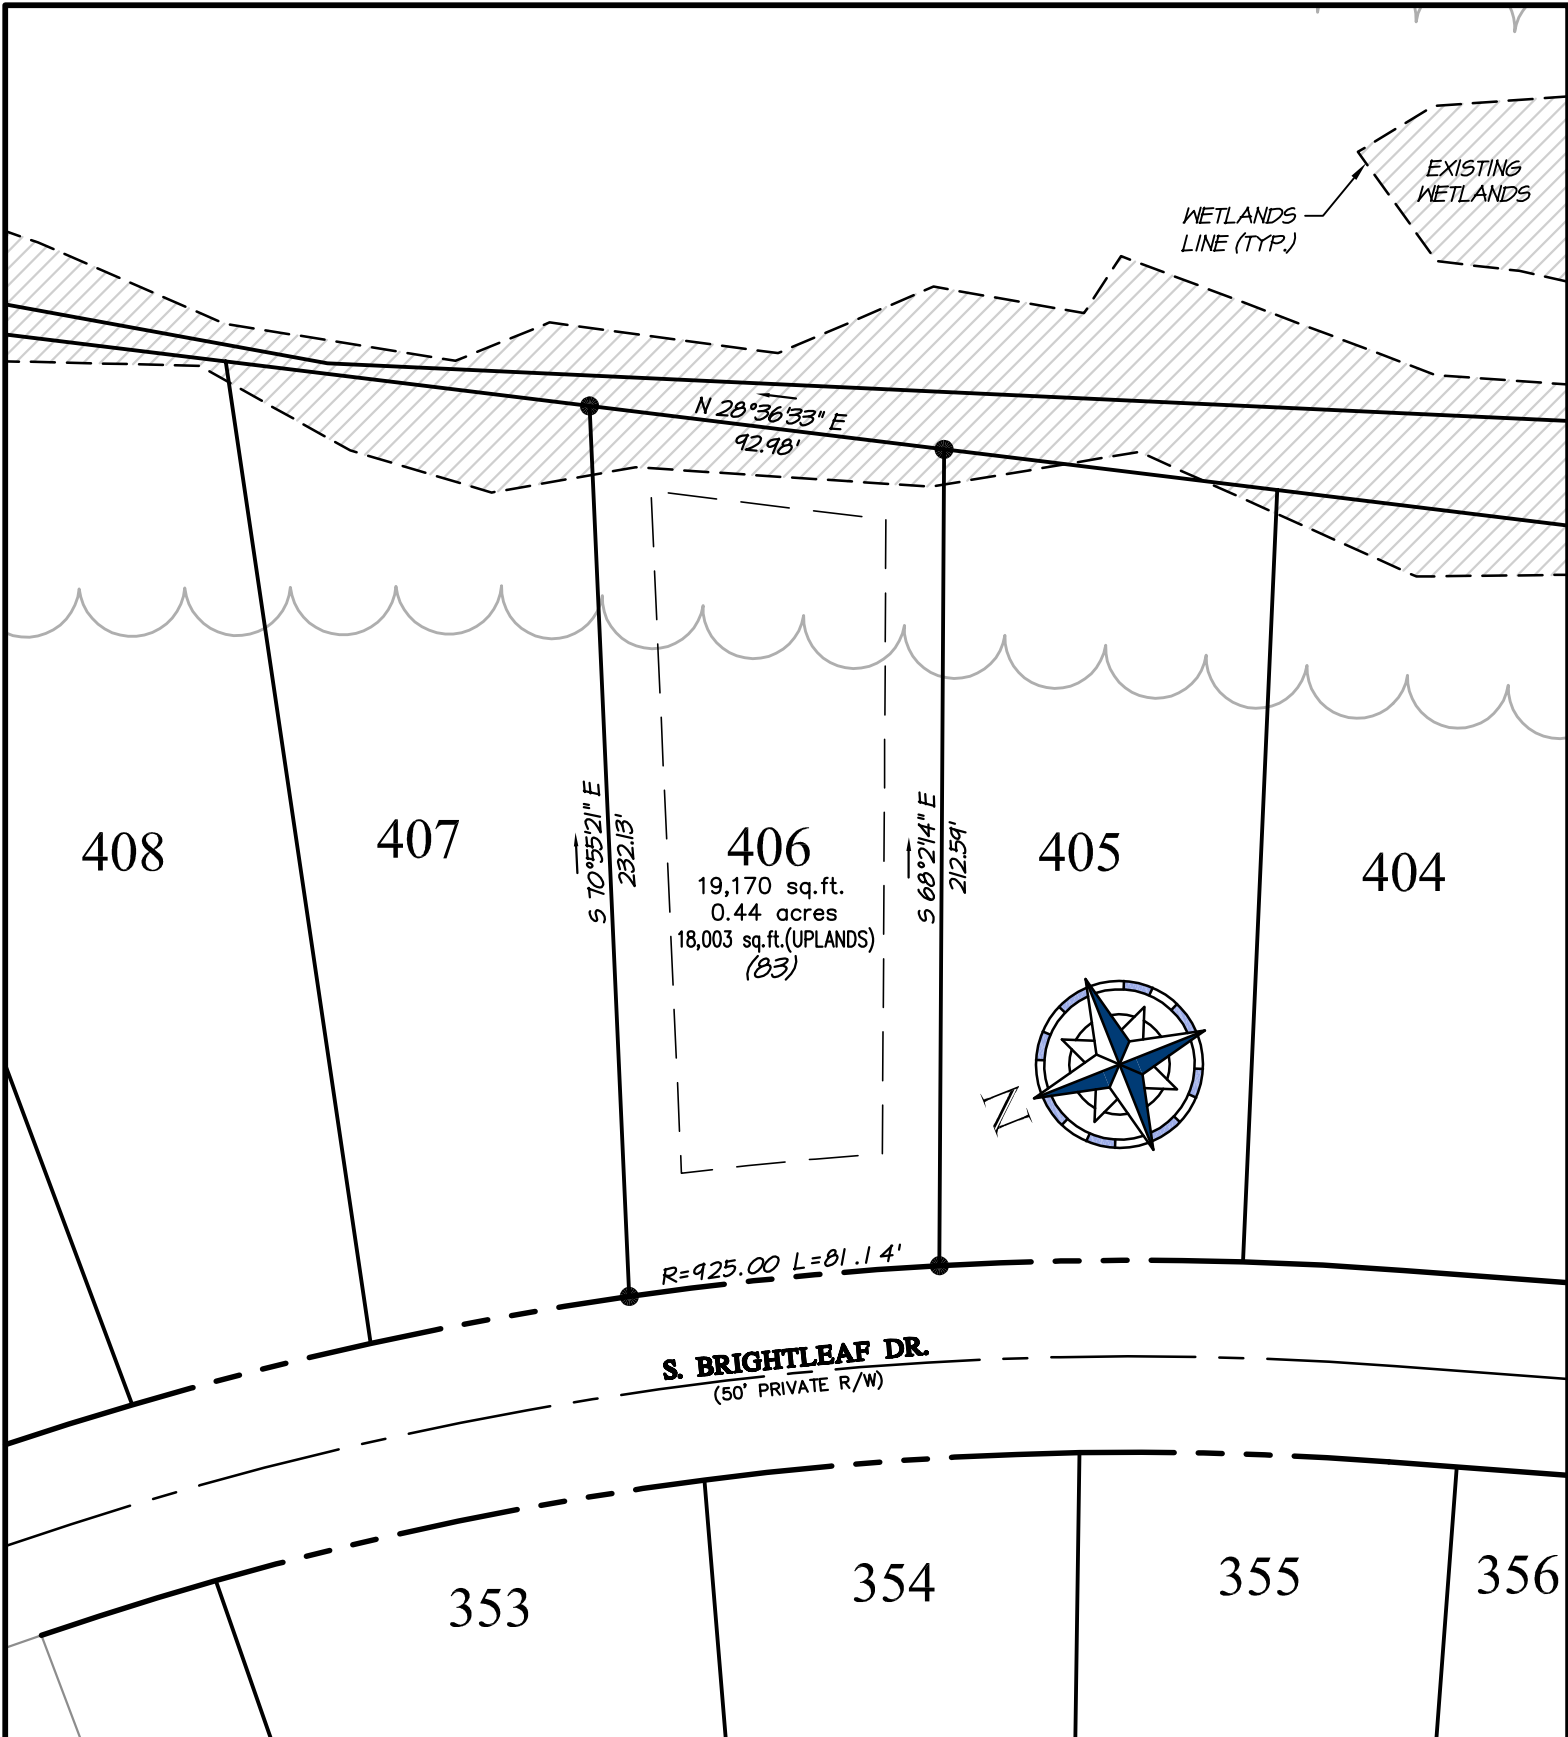 EXISTING
WETLANDS
WETLANDS
LINE (TYP.)
N 28°36'33" E
92.98'
S 70°55'21" E
232.13'
S 68°2'14" E
212.59'
408
407
406
19,170 sq.ft.
0.44 acres
18,003 sq.ft.(UPLANDS)
(83)
405
404
N
R=925.00 L=81.14'
S. BRIGHTLEAF DR.
(50' PRIVATE R/W)
353
354
355
356